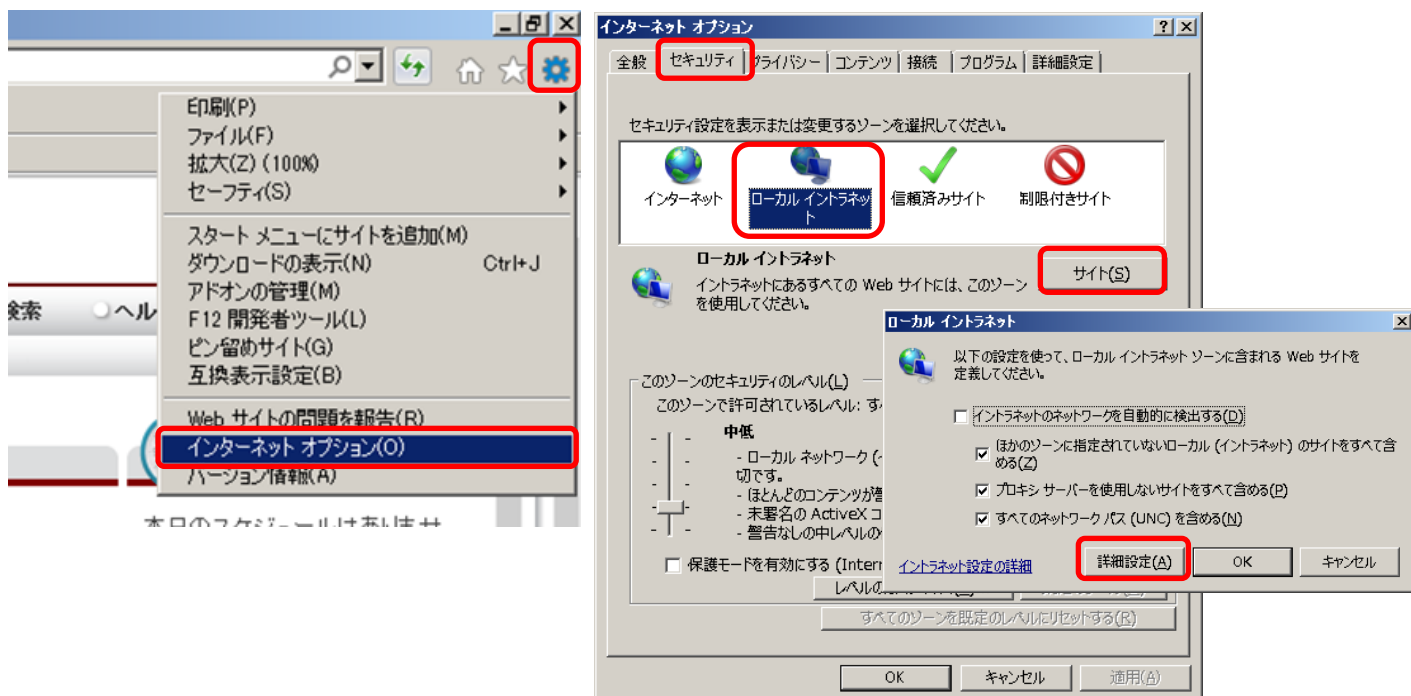 印刷(P)
ファイル(F)
拡大(Z) (100%)
セーフティ(S)
スタート メニューにサイトを追加(M)
ダウンロードの表示(N) Ctrl+J
アドオンの管理(M)
F12 開発者ツール(L)
ピン留めサイト(G)
互換表示設定(B)
Web サイトの問題を報告(R)
インターネット オプション(O)
バージョン情報(A)
検索
ヘル
本日のスケジュールはありませ
インターネット オプション
全般 セキュリティ プライバシー コンテンツ 接続 プログラム 詳細設定
セキュリティ設定を表示または変更するゾーンを選択してください。
インターネット
ローカル イントラネッ
ト
信頼済みサイト
制限付きサイト
ローカル イントラネット
イントラネットにあるすべての Web サイトには、このゾーン
を使用してください。
サイト(S)
このゾーンのセキュリティのレベル(L)
このゾーンで許可されているレベル: す
中低
- ローカル ネットワーク (
切です。
- ほとんどのコンテンツが
- 未署名の ActiveX コ
- 警告なしの中レベルの
保護モードを有効にする (Interr
レベルの
すべてのゾーンを既定のレベルにリセットする(R)
OK キャンセル 適用(A)
ローカル イントラネット
以下の設定を使って、ローカル イントラネット ゾーンに含まれる Web サイトを
定義してください。
イントラネットのネットワークを自動的に検出する(D)
ほかのゾーンに指定されていないローカル (イントラネット) のサイトをすべて含
める(Z)
プロキシ サーバーを使用しないサイトをすべて含める(P)
すべてのネットワーク パス (UNC) を含める(N)
イントラネット設定の詳細
詳細設定(A) OK キャンセル